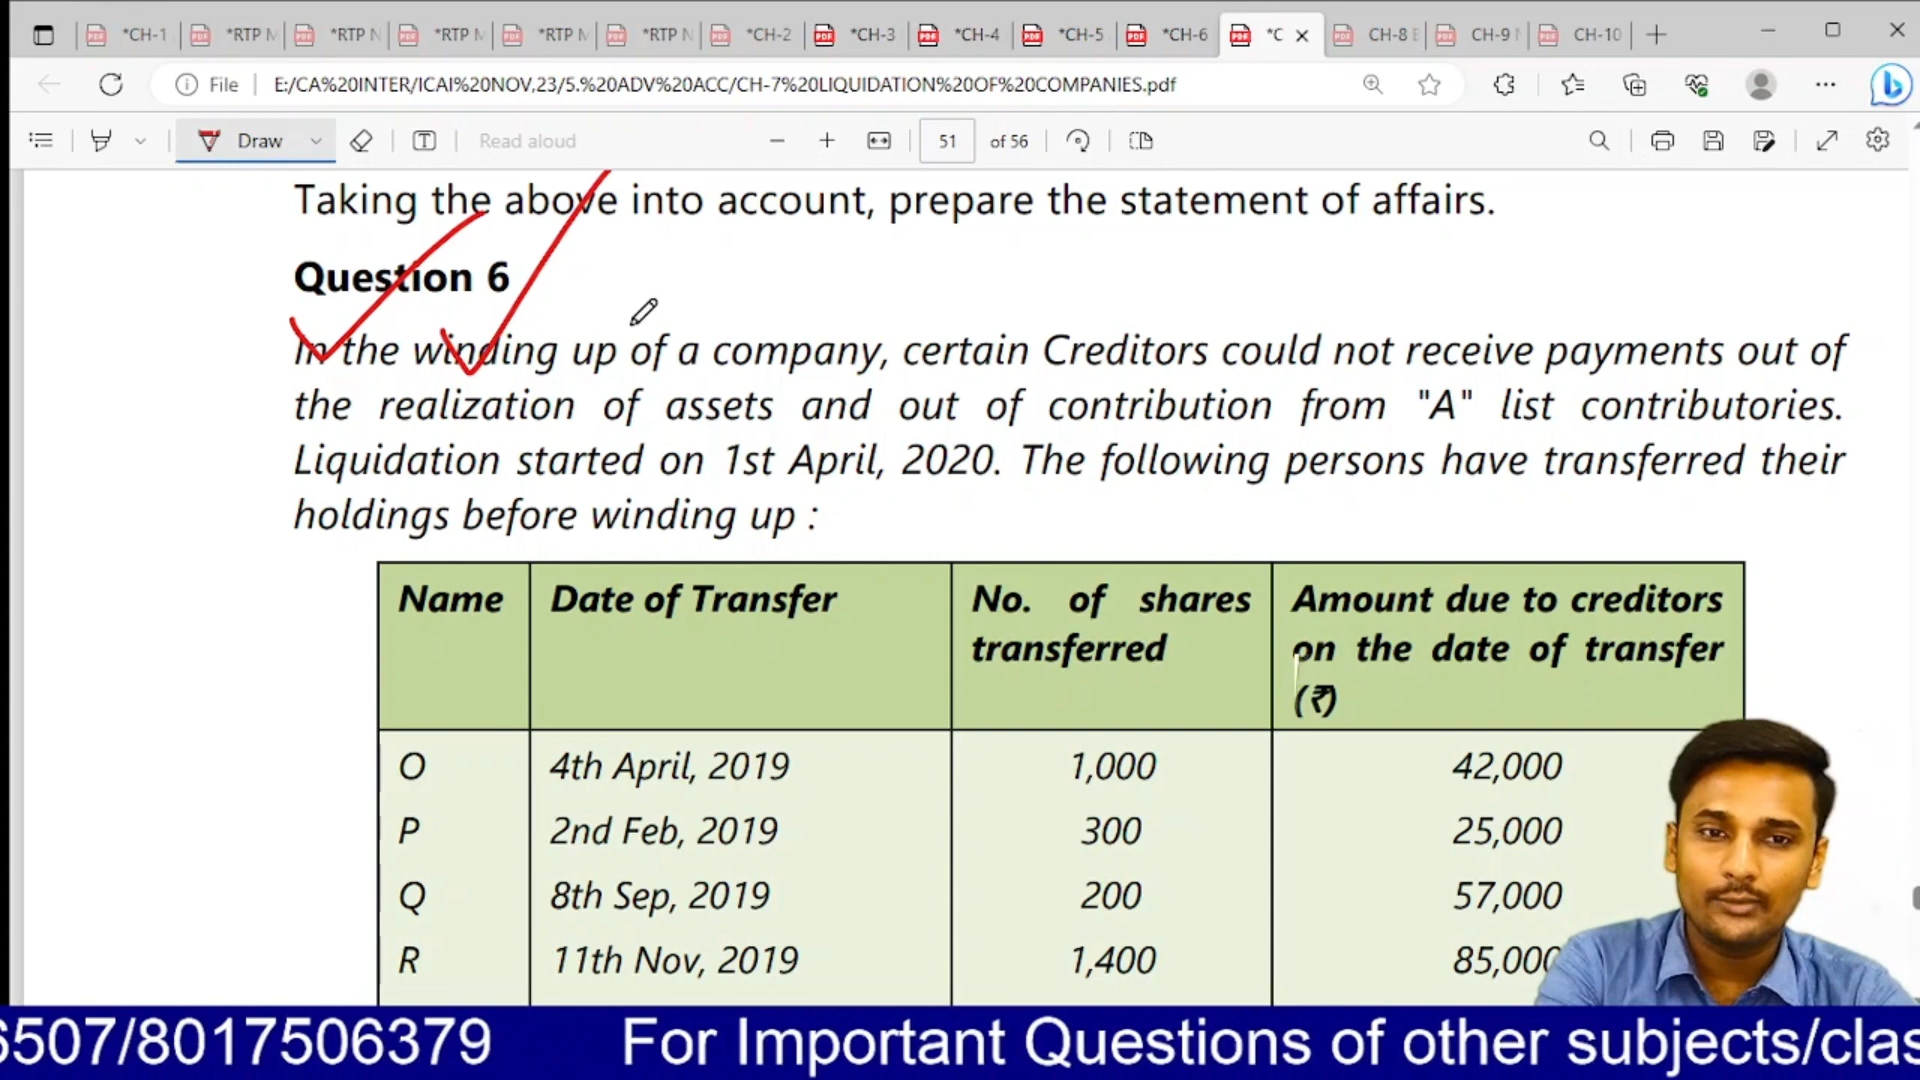 *CH-1
*RTP M
*RTP N
*RTP M
*RTP M
*RTP N
*CH-2
*CH-3
*CH-4
*CH-5
*CH-6
*C
CH-8
CH-9
CH-10
File
E:/CA%20INTER/ICAI%20NOV,23/5.%20ADV%20ACC/CH-7%20LIQUIDATION%20OF%20COMPANIES.pdf
Draw
Read aloud
51 of 56
Taking the above into account, prepare the statement of affairs.
Question 6
In the winding up of a company, certain Creditors could not receive payments out of
the realization of assets and out of contribution from "A" list contributories.
Liquidation started on 1st April, 2020. The following persons have transferred their
holdings before winding up :
Name Date of Transfer No. of shares transferred Amount due to creditors on the date of transfer (₹)
O 4th April, 2019 1,000 42,000
P 2nd Feb, 2019 300 25,000
Q 8th Sep, 2019 200 57,000
R 11th Nov, 2019 1,400 85,000
6507/8017506379 For Important Questions of other subjects/clas